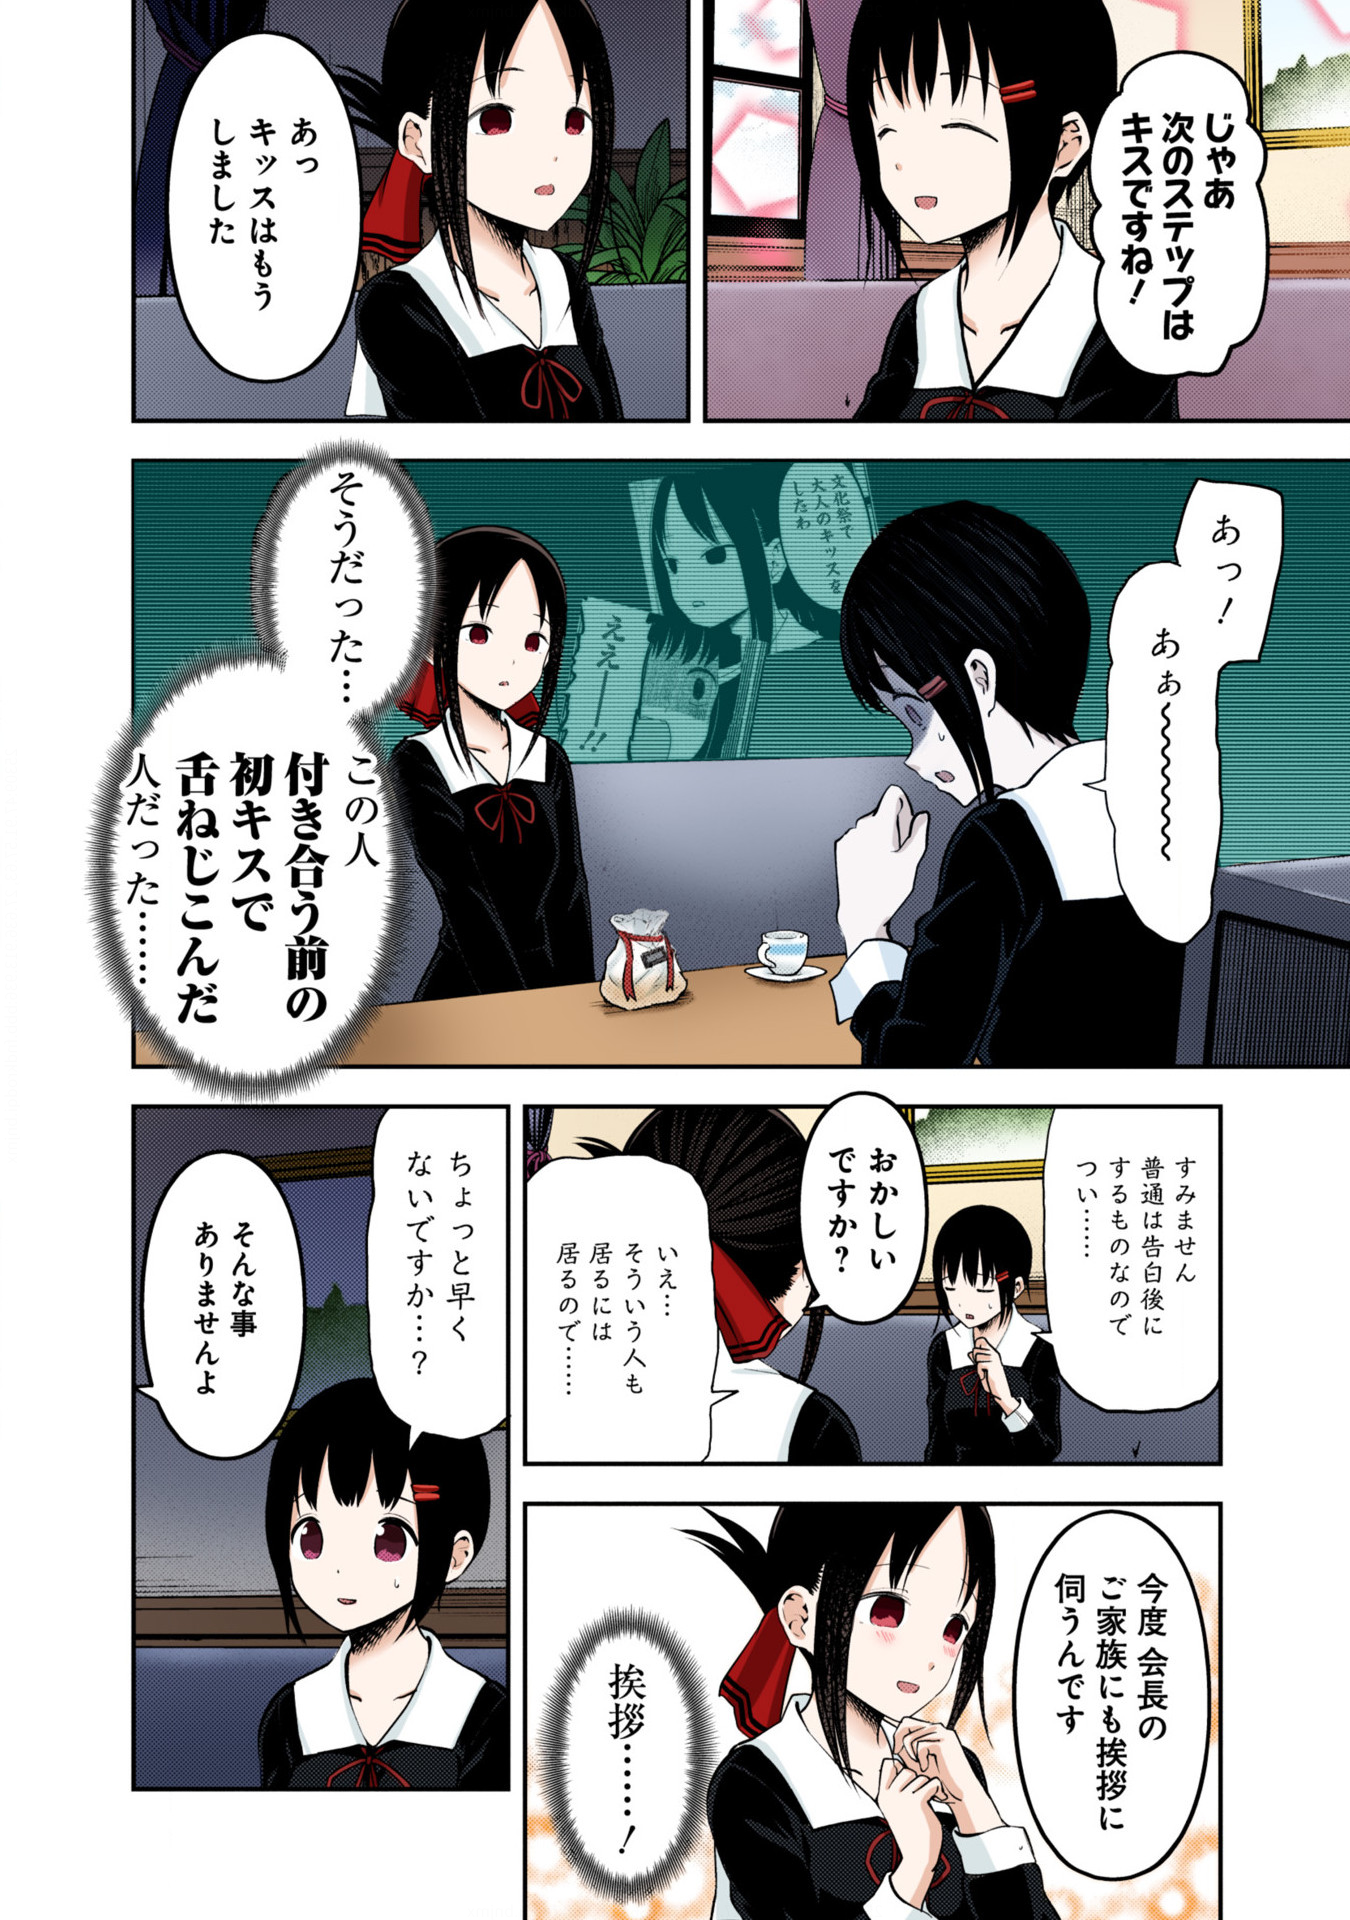 じゃあ
次のステップは
キスですね!
あっ
キッスはもう
しました
あっ!
あぁ〜〜〜〜
文化祭で
大人のキッスを
したわ
ええ――!!
そうだった…
この人
付き合う前の
初キスで
舌ねじこんだ
人だった……
すみません
普通は告白後に
するものなので
つい……
おかしい
ですか?
いえ…
そういう人も
居るには
居るので……
ちょっと早く
ないですか…?
そんな事
ありませんよ
今度 会長の
ご家族にも挨拶に
伺うんです
挨拶……!